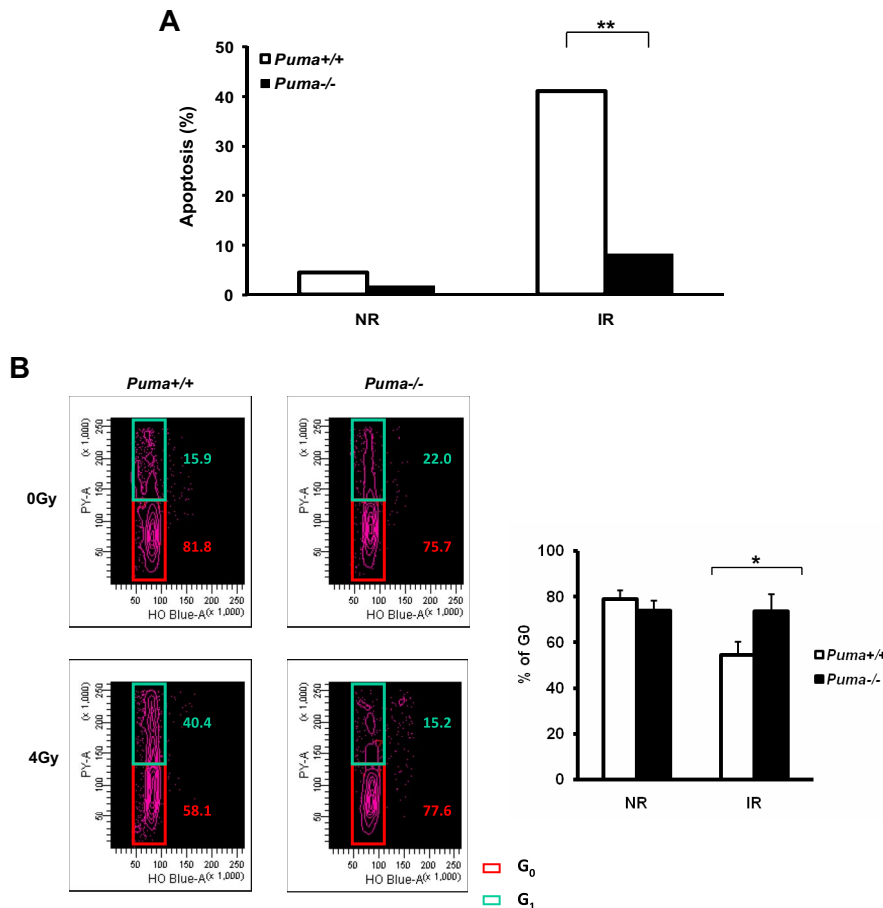 A
**
50
40
30
20
10
0
Apoptosis (%)
Puma+/+
Puma-/-
NR
IR
B
Puma+/+
Puma-/-
0Gy
(x 1,000)
250
200
150
100
50
PY-A
15.9
81.8
50 100 150 200 250
HO Blue-A (x 1,000)
(x 1,000)
250
200
150
100
50
PY-A
22.0
75.7
50 100 150 200 250
HO Blue-A (x 1,000)
4Gy
(x 1,000)
250
200
150
100
50
PY-A
40.4
58.1
50 100 150 200 250
HO Blue-A (x 1,000)
(x 1,000)
250
200
150
100
50
PY-A
15.2
77.6
50 100 150 200 250
HO Blue-A (x 1,000)
G0
G1
*
100
80
60
40
20
0
% of G0
Puma+/+
Puma-/-
NR
IR